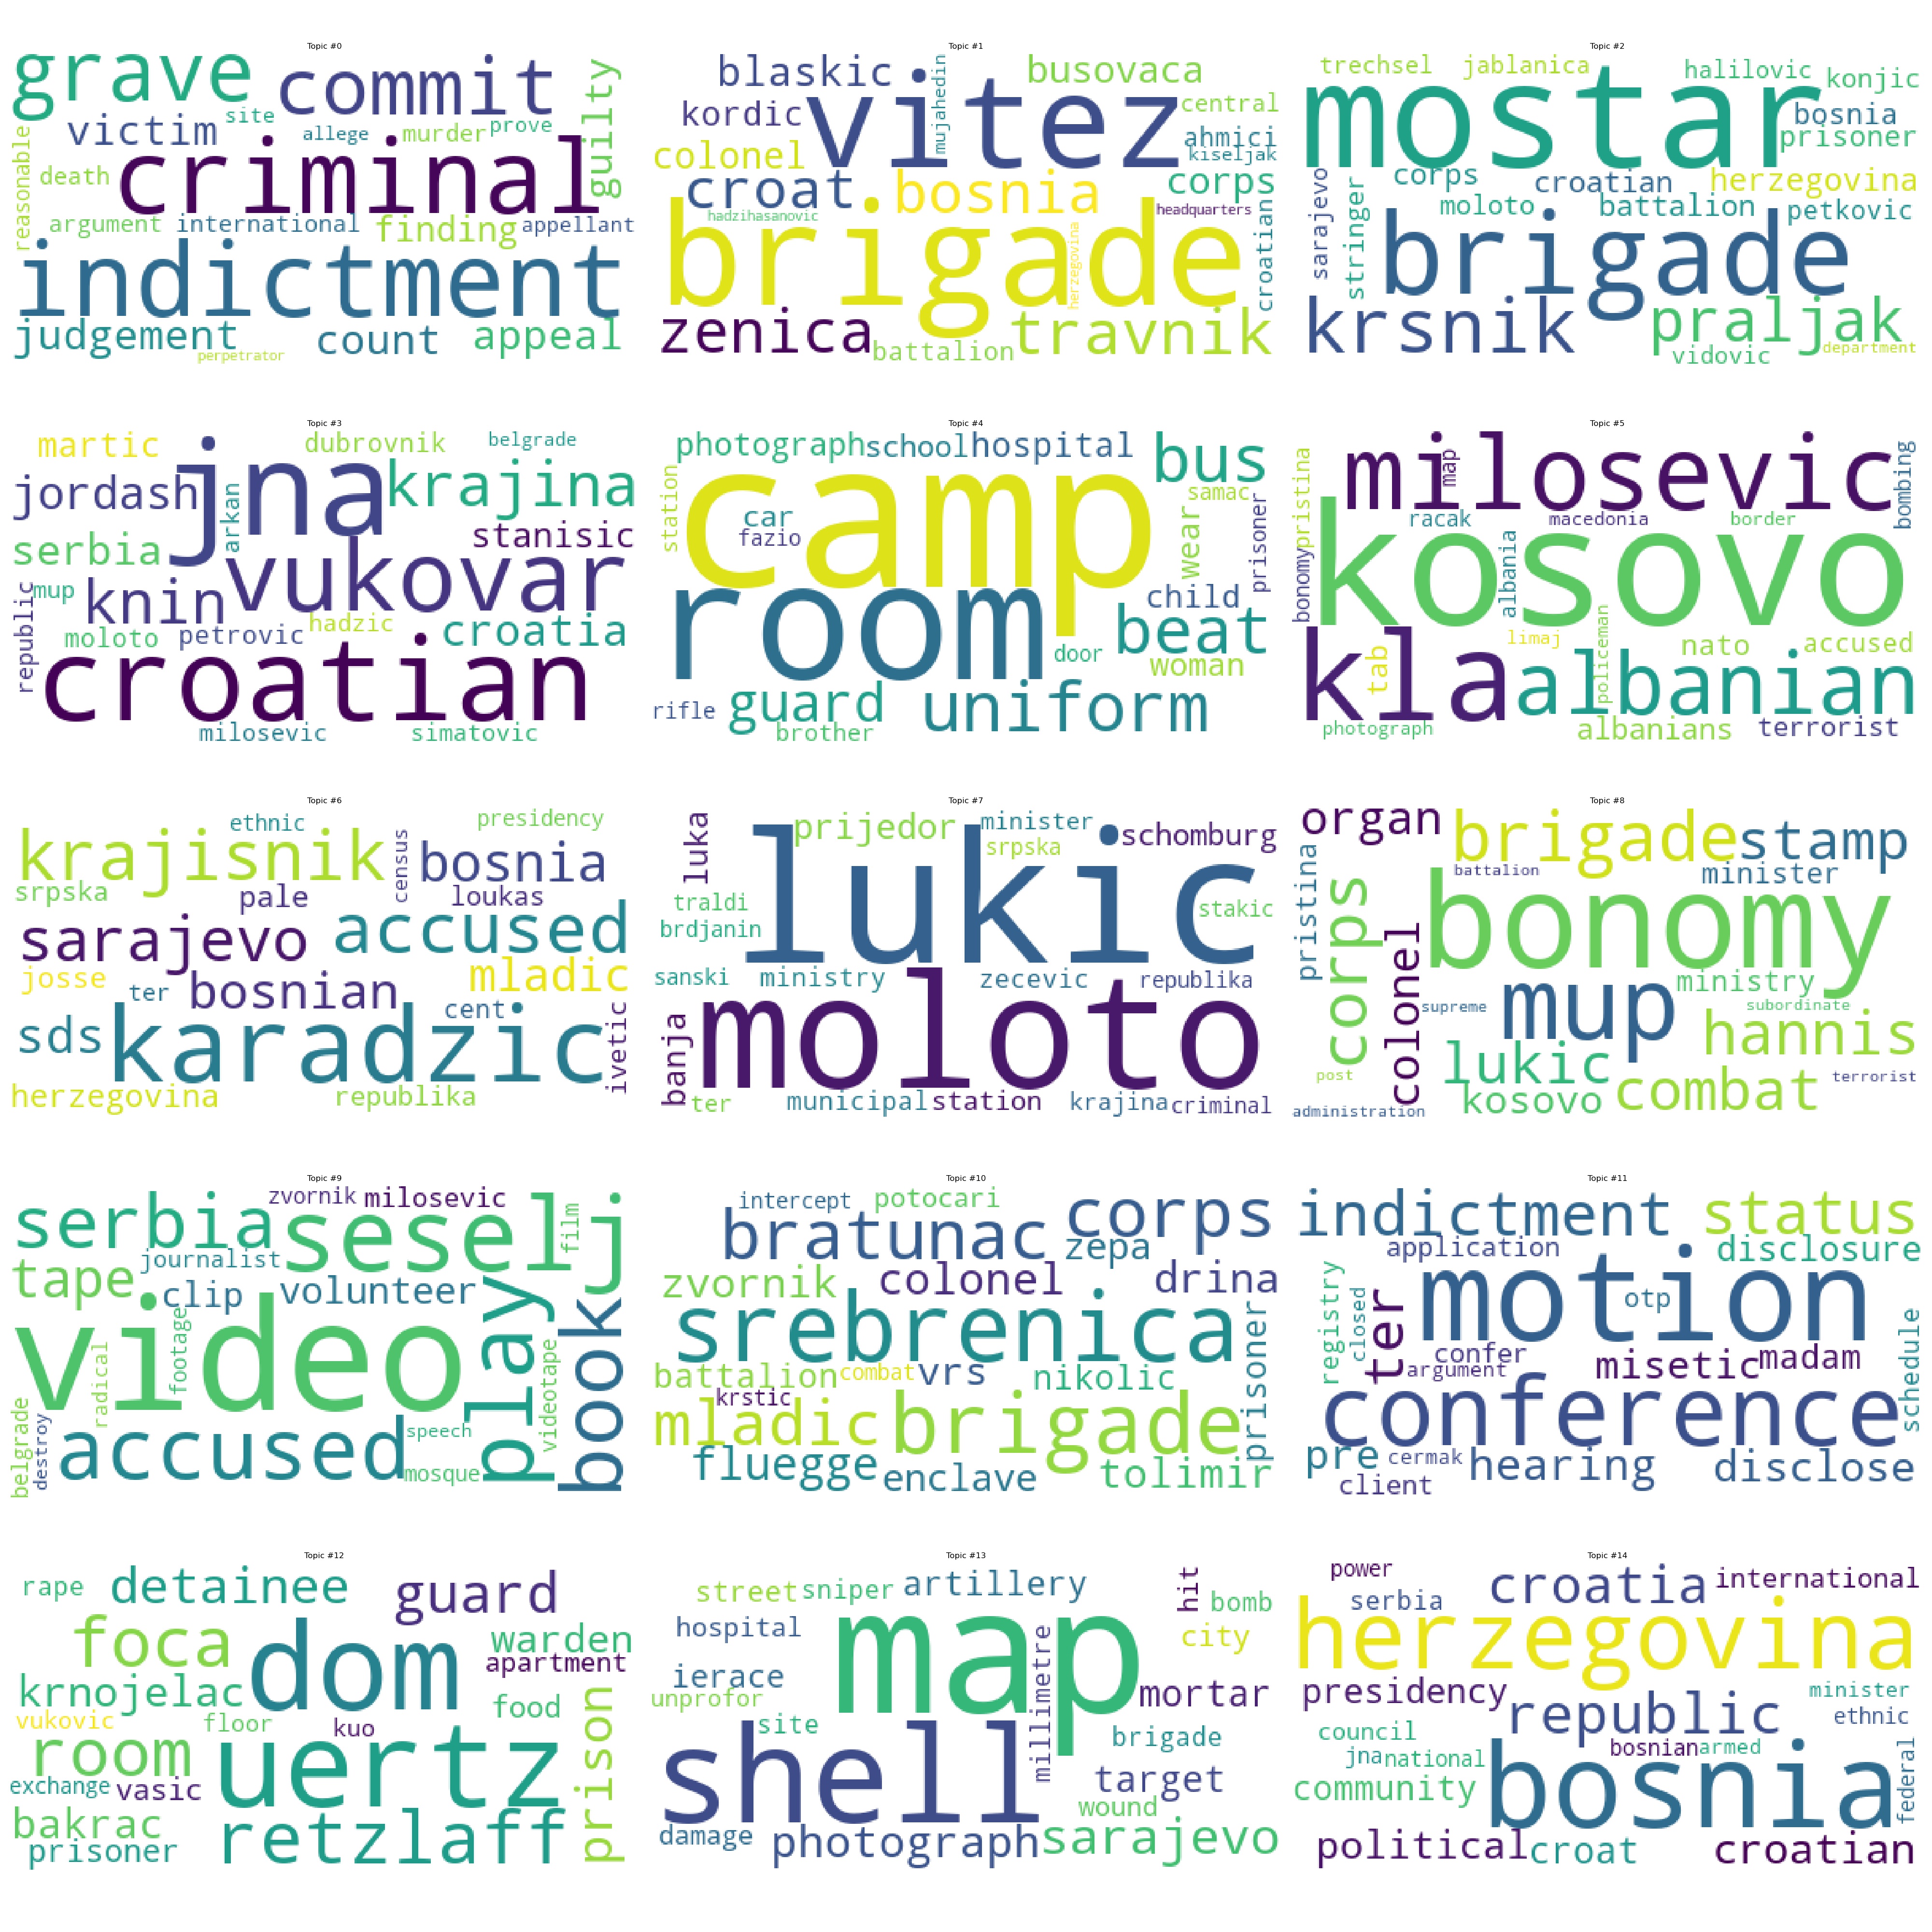 Topic #0
grave
commit
guilty
victim
site
allege
murder
prove
reasonable
death
criminal
argument
international
finding
appellant
indictment
judgement
count
appeal
perpetrator
Topic #1
blaskic
mujahedin
busovaca
kordic
vitez
central
ahmici
kiseljak
colonel
croat
bosnia
corps
headquarters
hadzihasanovic
brigade
herzegovina
croatians
zenica
battalion
travnik
Topic #2
trechsel
jablanica
halilovic
konjic
mostar
bosnia
prisoner
sarajevo
corps
croatian
herzegovina
stringer
moloto
battalion
petkovic
brigade
krsnik
praljak
vidovic
department
Topic #3
martic
dubrovnik
belgrade
jordash
jna
krajina
arkan
stanisic
serbia
vukovar
republic
mup
knin
hadzic
moloto
petrovic
croatia
croatian
milosevic
simatovic
Topic #4
photograph
school
hospital
bus
station
camp
samac
car
fazio
wear
prisoner
room
child
beat
door
woman
rifle
guard
uniform
brother
Topic #5
milosevic
map
bombing
pristina
racak
macedonia
border
bonomy
kosovo
albania
kla
tab
limaj
policeman
nato
accused
albanian
photograph
albanians
terrorist
Topic #6
ethnic
presidency
krajisnik
census
bosnia
srpska
pale
loukas
sarajevo
accused
josse
ter
bosnian
mladic
cent
sds
karadzic
ivetic
herzegovina
republika
Topic #7
luka
prijedor
minister
srpska
schomburg
lukic
traldi
stakic
brdjanin
sanski
ministry
zecevic
republika
banja
moloto
ter
municipal
station
krajina
criminal
Topic #8
organ
brigade
stamp
battalion
minister
pristina
bonomy
corps
colonel
ministry
supreme
mup
subordinate
hannis
post
lukic
kosovo
combat
terrorist
administration
Topic #9
zvornik
milosevic
serbia
seselj
film
journalist
tape
clip
volunteer
video
footage
play
book
radical
videotape
belgrade
destroy
accused
speech
mosque
Topic #10
intercept
potocari
bratunac
corps
zepa
zvornik
colonel
drina
srebrenica
prisoner
battalion
combat
vrs
nikolic
krstic
mladic
brigade
fluegge
enclave
tolimir
Topic #11
indictment
status
application
disclosure
registry
closed
motion
otp
ter
confer
argument
misetic
madam
schedule
conference
pre
cermak
hearing
disclose
client
Topic #12
rape
detainee
guard
foca
dom
warden
apartment
krnojelac
food
vukovic
floor
kuo
room
uertz
prison
exchange
vasic
bakrac
retzlaff
prisoner
Topic #13
street
sniper
artillery
hit
bomb
hospital
map
city
ierace
millimetre
unprofor
mortar
site
brigade
shell
target
wound
damage
photograph
sarajevo
Topic #14
power
croatia
international
serbia
herzegovina
presidency
minister
republic
ethnic
council
bosnian
armed
jna
national
community
bosnia
federal
political
croat
croatian